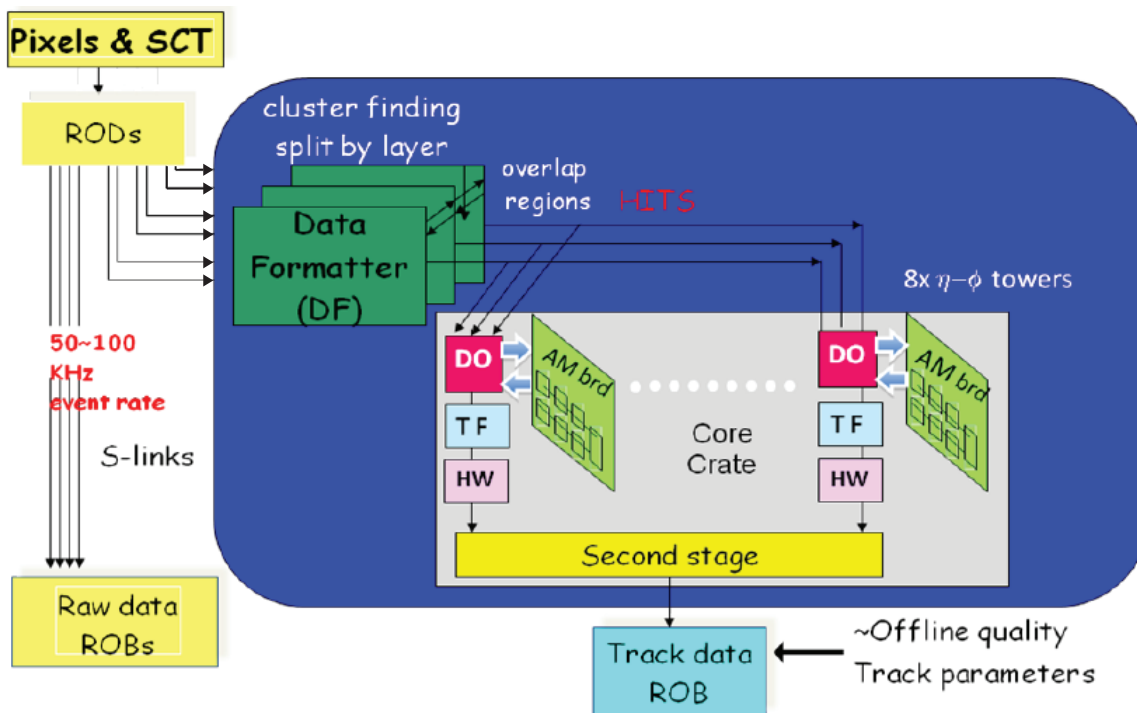 Pixels & SCT
RODs
cluster finding
split by layer
overlap
regions
HITS
Data
Formatter
(DF)
8x η−ϕ towers
50~100
KHz
event rate
S-links
DO
AM brd
TF
HW
Core
Crate
DO
AM brd
TF
HW
Second stage
Raw data
ROBs
Track data
ROB
~Offline quality
Track parameters